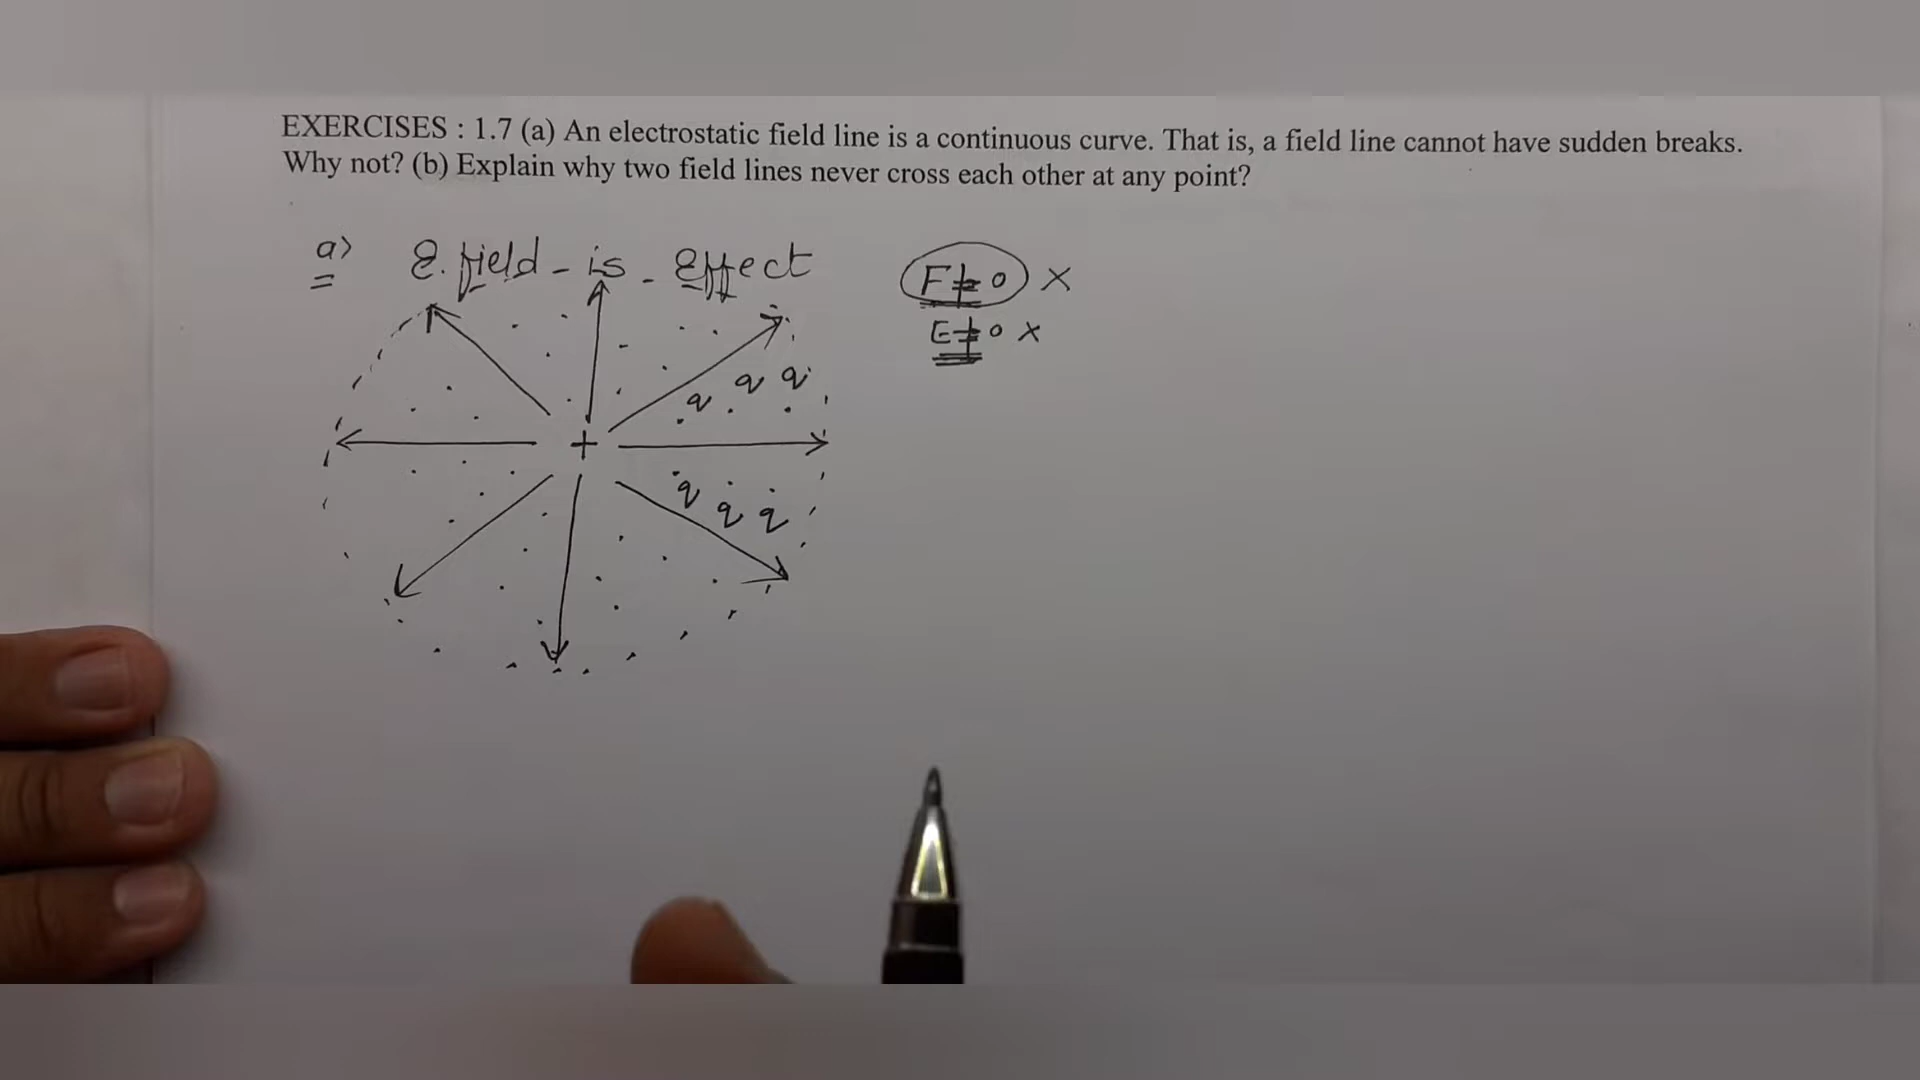 EXERCISES : 1.7 (a) An electrostatic field line is a continuous curve. That is, a field line cannot have sudden breaks.
Why not? (b) Explain why two field lines never cross each other at any point?
a) E. field - is - Effect
F ≠ 0 ×
E ≠ 0 ×
q q q
+
q q q